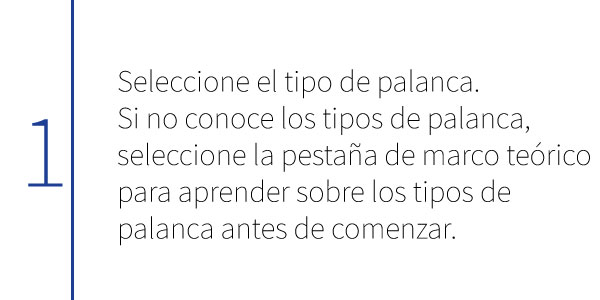 1
Seleccione el tipo de palanca.
Si no conoce los tipos de palanca,
seleccione la pestaña de marco teórico
para aprender sobre los tipos de
palanca antes de comenzar.